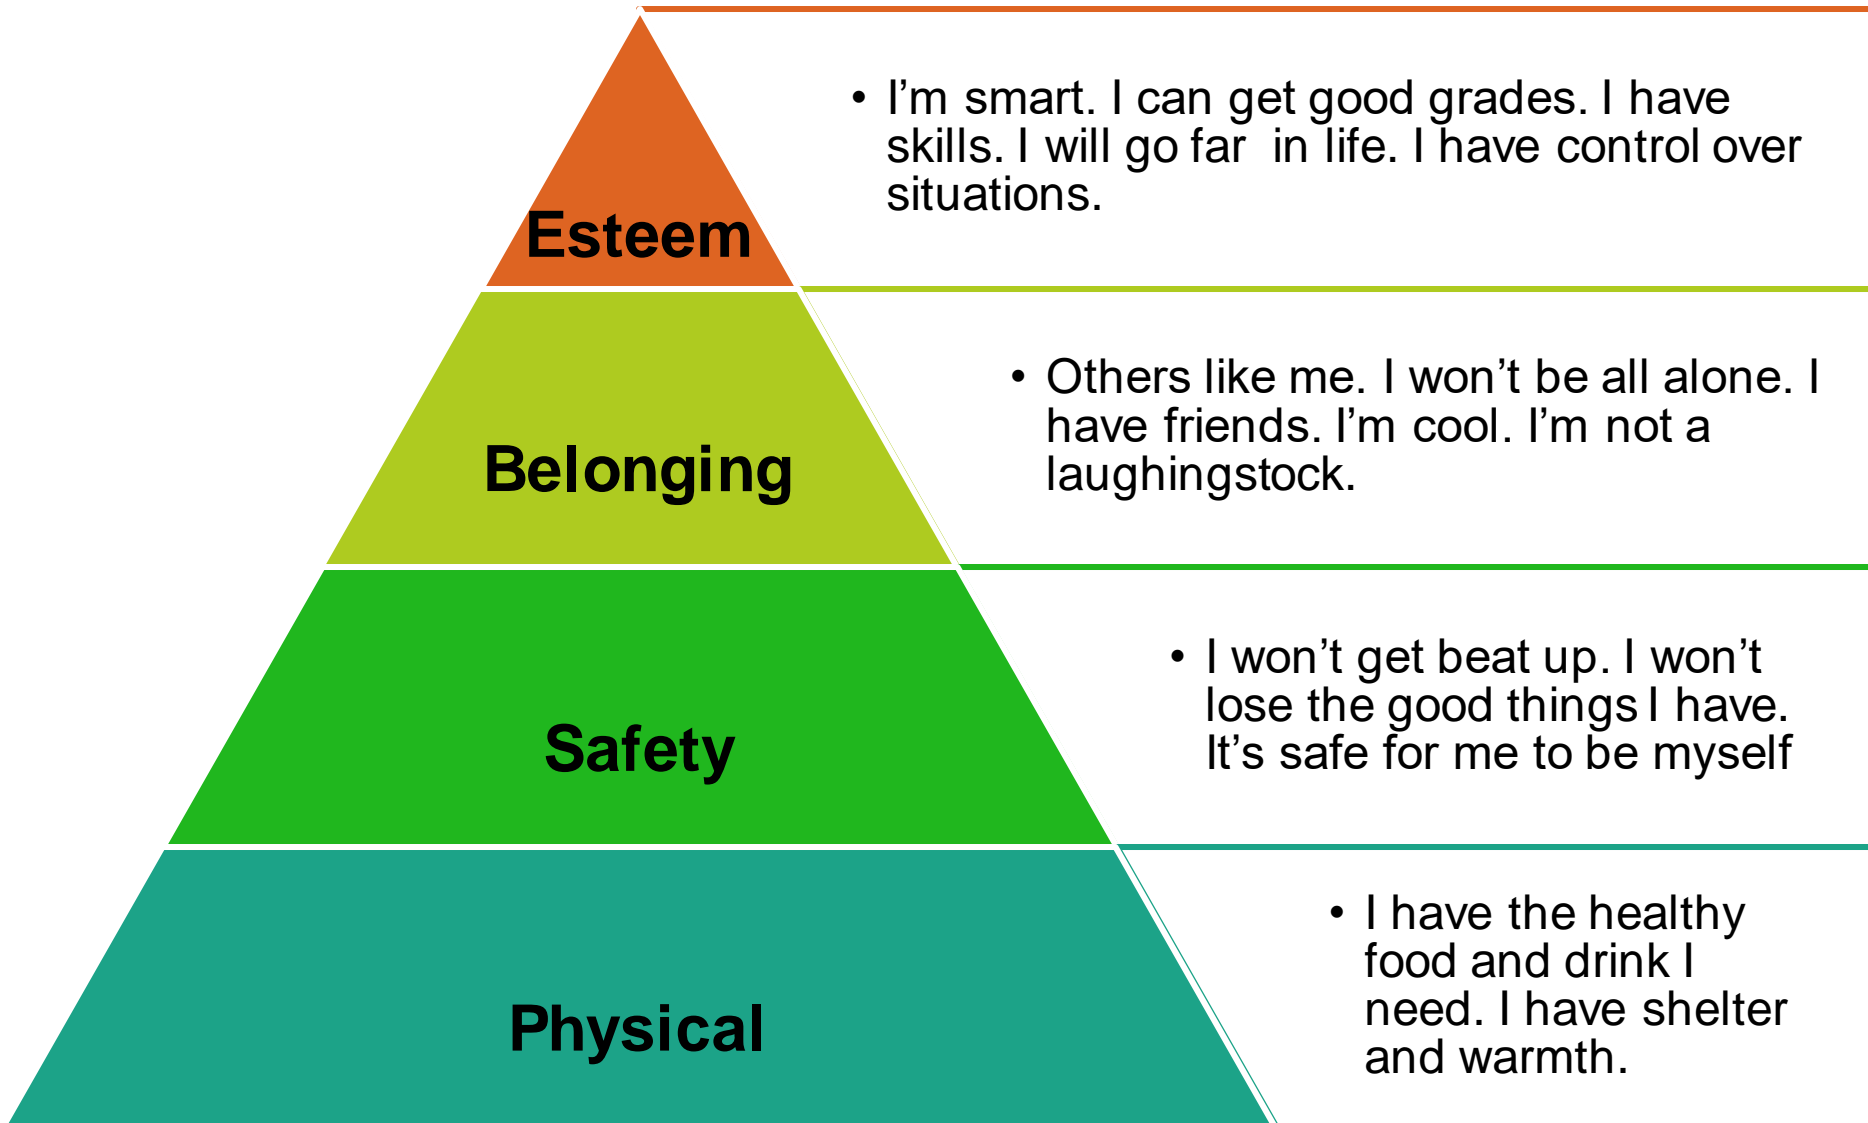 Esteem
• I’m smart. I can get good grades. I have
skills. I will go far  in life. I have control over
situations.
Belonging
• Others like me. I won’t be all alone. I
have friends. I’m cool. I’m not a
laughingstock.
Safety
• I won’t get beat up. I won’t
lose the good things I have.
It’s safe for me to be myself
Physical
• I have the healthy
food and drink I
need. I have shelter
and warmth.